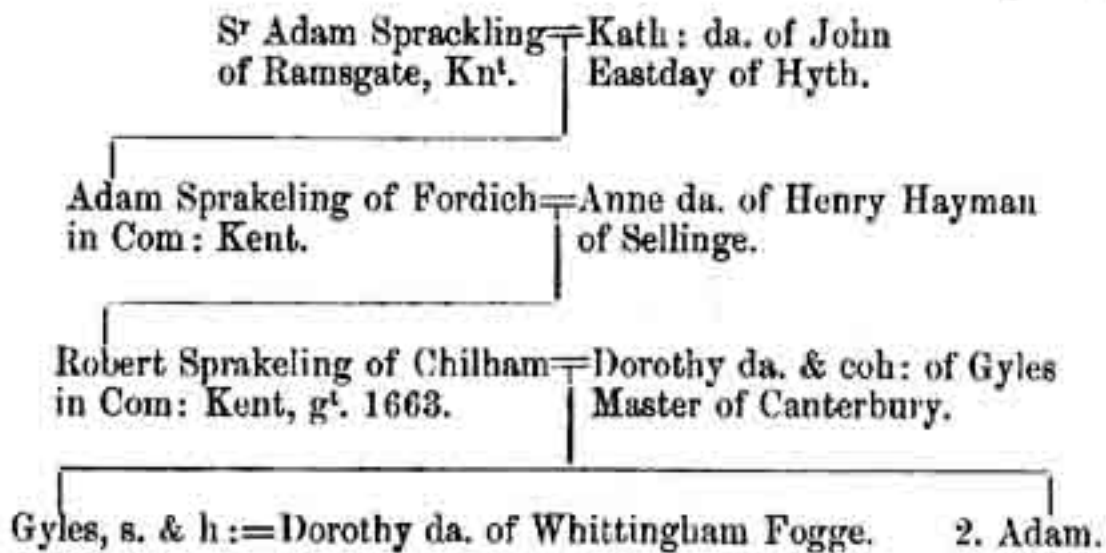 Sʳ Adam Sprackling=Kath: da. of John
of Ramsgate, Knᵗ. Eastday of Hyth.
Adam Sprakeling of Fordich=Anne da. of Henry Hayman
in Com: Kent. of Sellinge.
Robert Sprakeling of Chilham=Dorothy da. & coh: of Gyles
in Com: Kent, gᵗ. 1663. Master of Canterbury.
Gyles, s. & h:=Dorothy da. of Whittingham Fogge. 2. Adam.